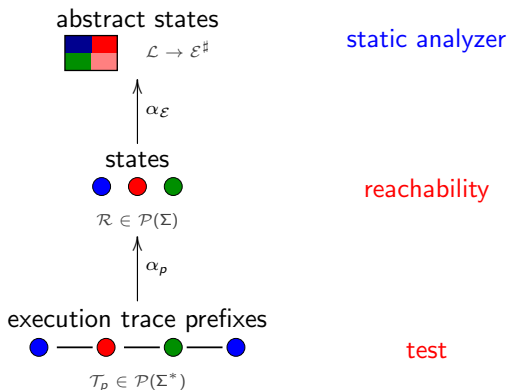 abstract states
static analyzer
ℒ → ℰ♯
α_ℰ
states
reachability
ℛ ∈ 𝒫(Σ)
α_p
execution trace prefixes
test
𝒯_p ∈ 𝒫(Σ*)